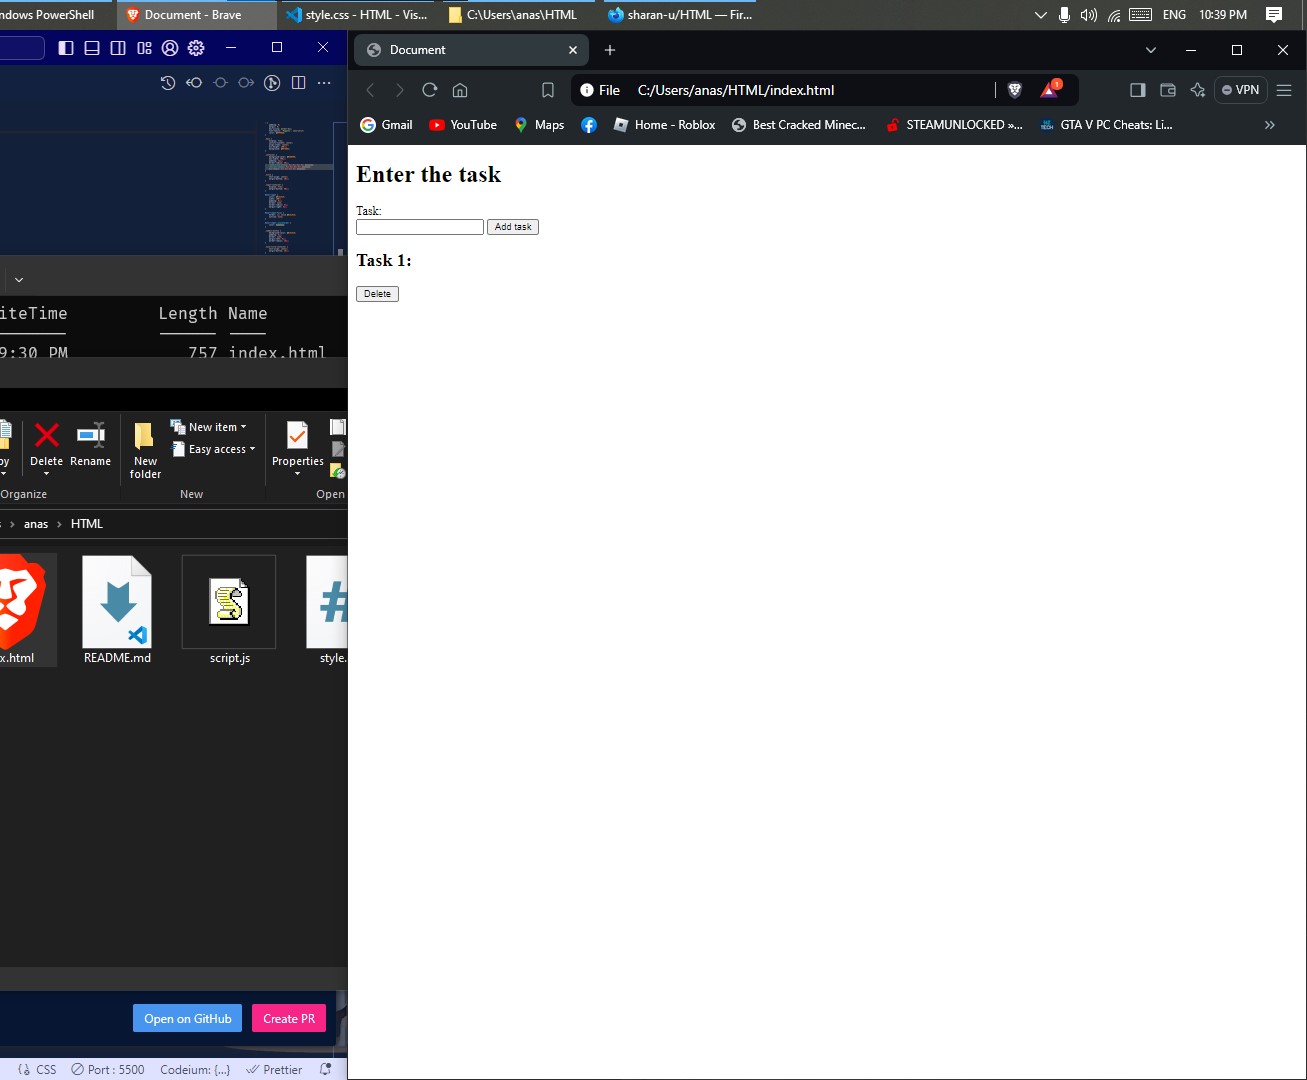 ndows PowerShell
Document - Brave
style.css - HTML - Vis...
C:\Users\anas\HTML
sharan-u/HTML — Fir...
ENG
10:39 PM
Document
File
C:/Users/anas/HTML/index.html
1
VPN
Gmail
YouTube
Maps
Home - Roblox
Best Cracked Minec...
STEAMUNLOCKED »...
GTA V PC Cheats: Li...
Enter the task
Task:
Add task
Task 1:
Delete
iteTime Length Name
9:30 PM 757 index.html
py
Delete
Rename
New folder
New item
Easy access
Properties
Organize
New
Open
s > anas > HTML
x.html
README.md
script.js
style.
Open on GitHub
Create PR
CSS
Port : 5500
Codeium: {...}
Prettier